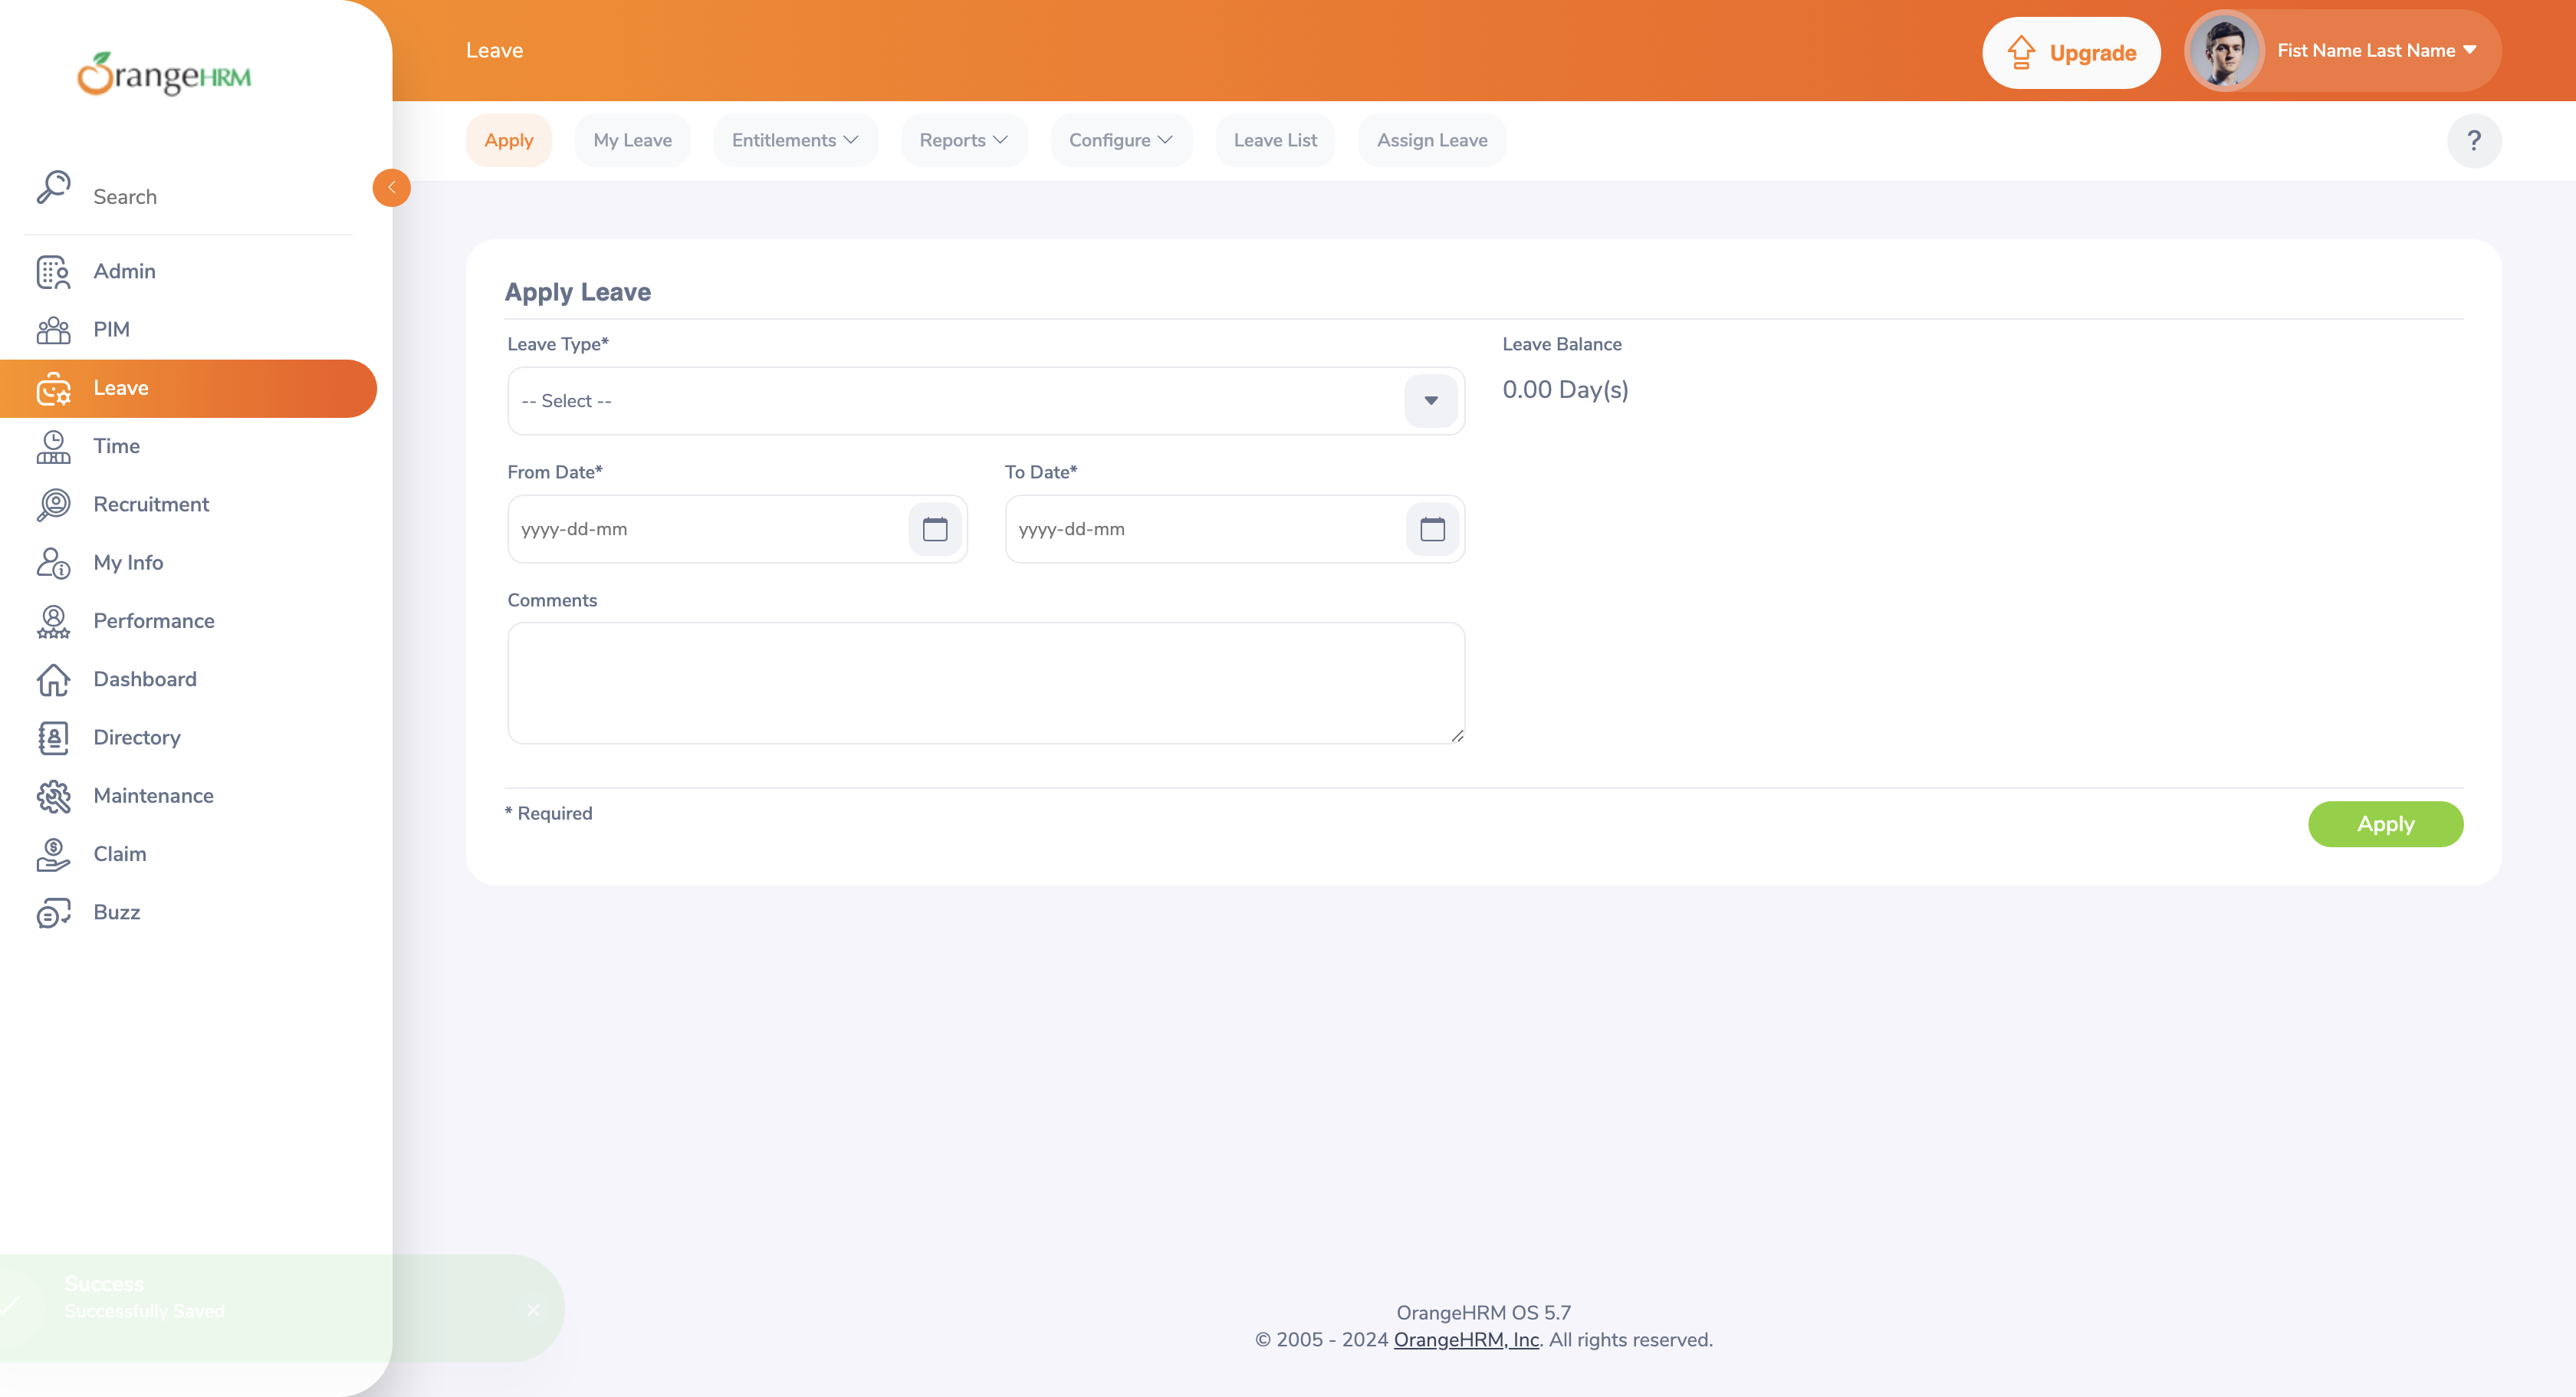 OrangeHRM
Leave
Upgrade
Fist Name Last Name
Apply
My Leave
Entitlements
Reports
Configure
Leave List
Assign Leave
?
Search
Admin
PIM
Leave
Time
Recruitment
My Info
Performance
Dashboard
Directory
Maintenance
Claim
Buzz
Apply Leave
Leave Type*
Leave Balance
-- Select --
0.00 Day(s)
From Date*
To Date*
yyyy-dd-mm
yyyy-dd-mm
Comments
* Required
Apply
Success
Successfully Saved
OrangeHRM OS 5.7
© 2005 - 2024 OrangeHRM, Inc. All rights reserved.